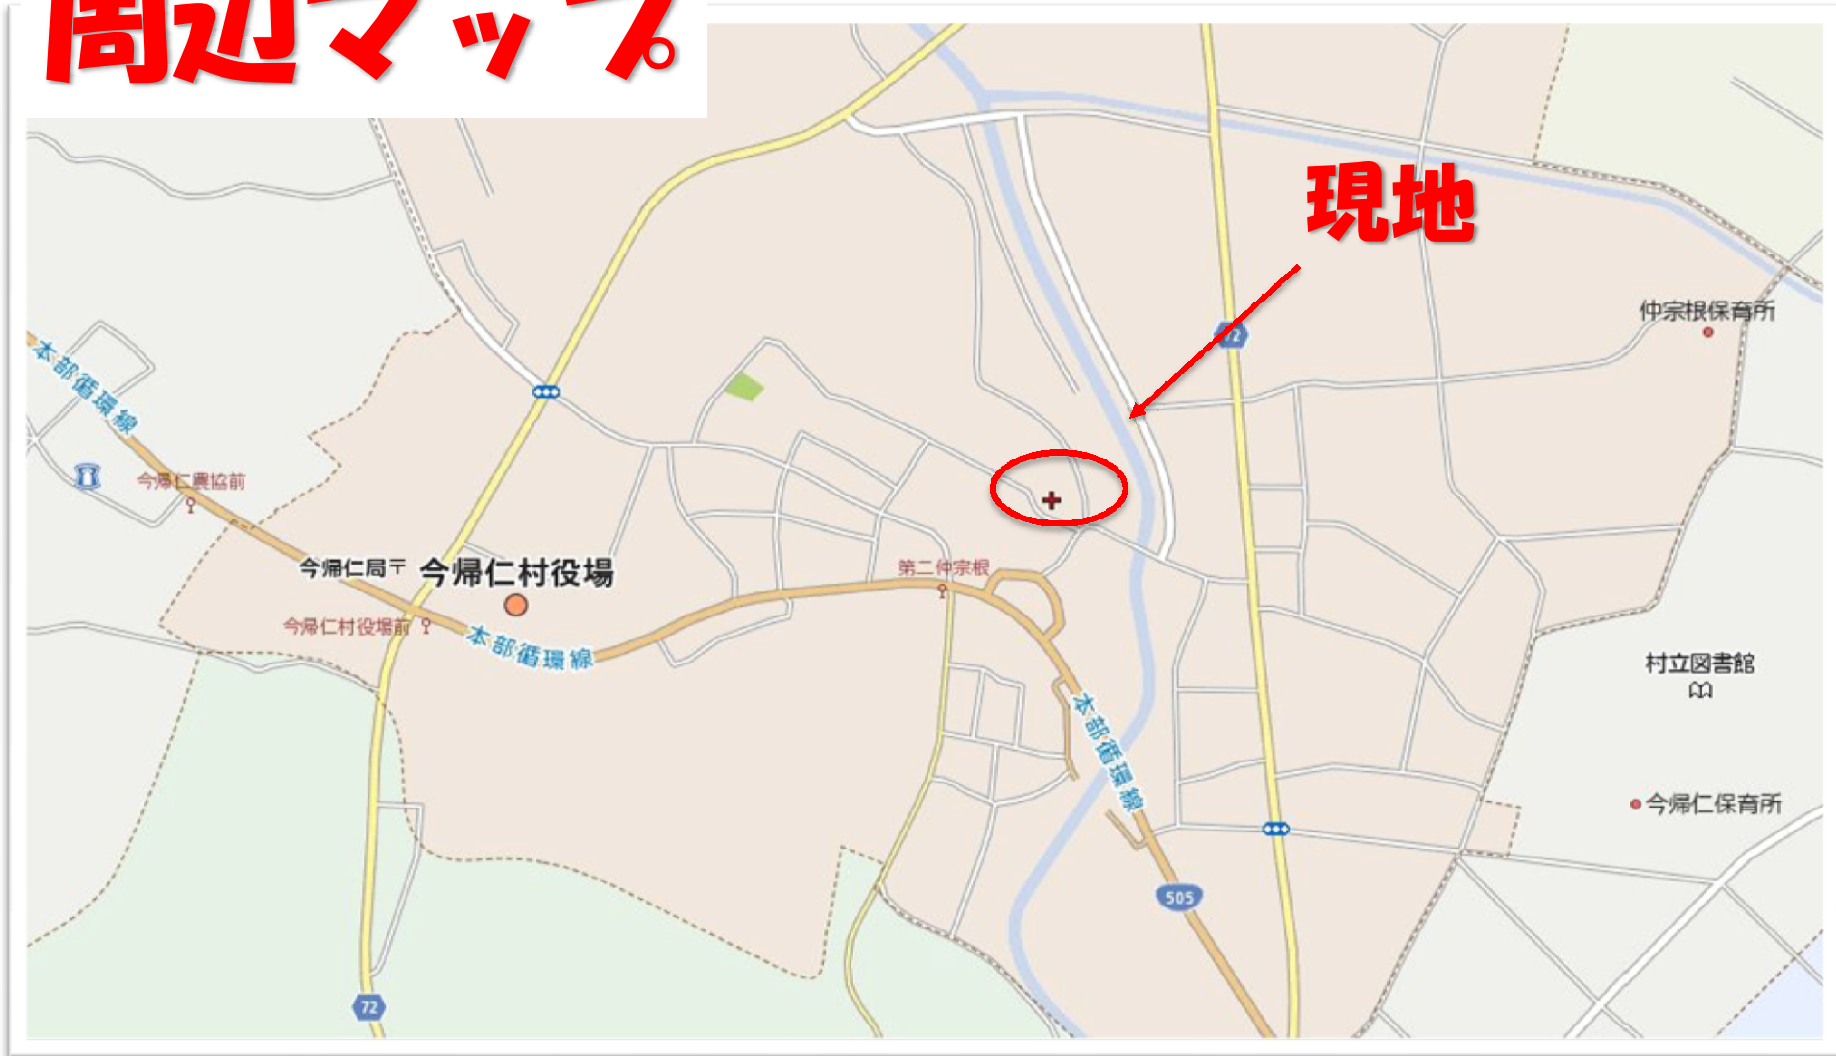 周辺マップ
現地
72
仲宗根保育所
本部循環線
今帰仁農協前
今帰仁局〒
今帰仁村役場
第二仲宗根
今帰仁村役場前
本部循環線
村立図書館
本部循環線
今帰仁保育所
505
72